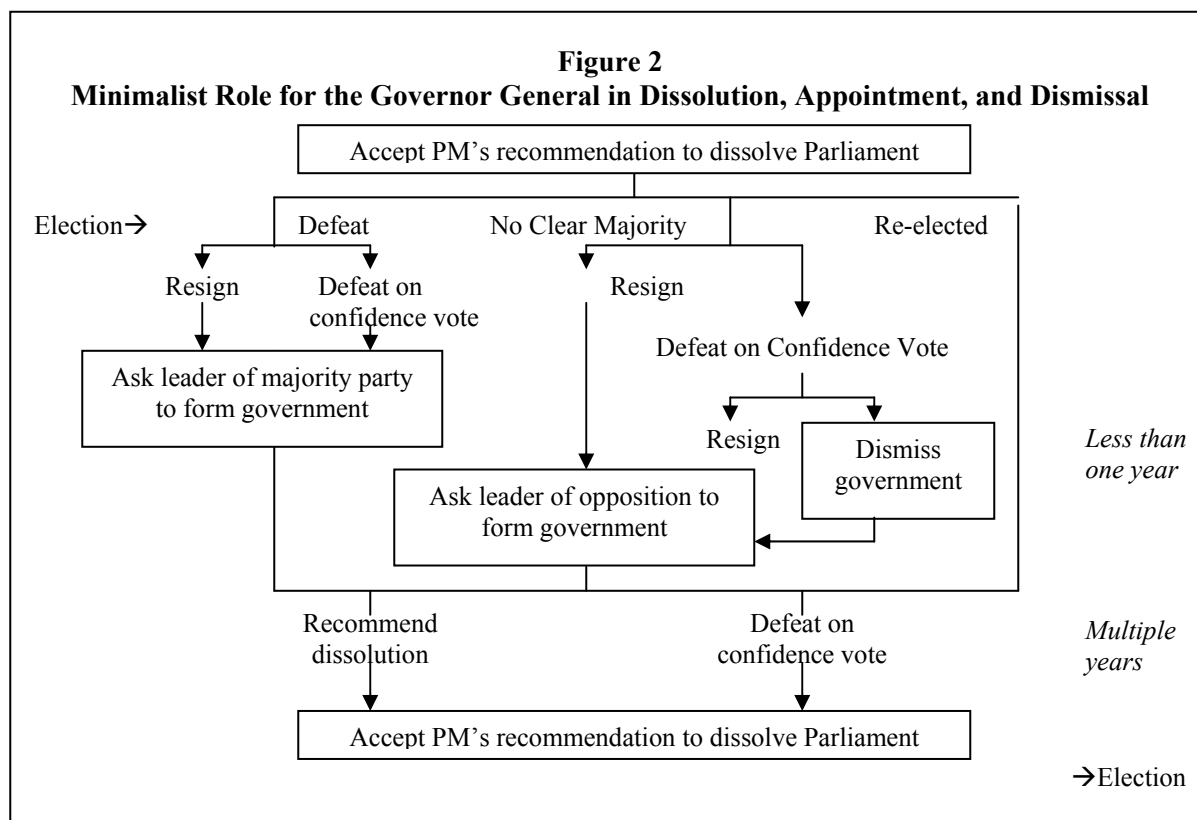 Figure 2
Minimalist Role for the Governor General in Dissolution, Appointment, and Dismissal
Accept PM’s recommendation to dissolve Parliament
Election→ Defeat No Clear Majority Re-elected
Resign Defeat on confidence vote Resign
Defeat on Confidence Vote
Ask leader of majority party
to form government
Resign
Dismiss
government
Less than
one year
Ask leader of opposition to
form government
Recommend
dissolution
Defeat on
confidence vote
Multiple
years
Accept PM’s recommendation to dissolve Parliament
→Election